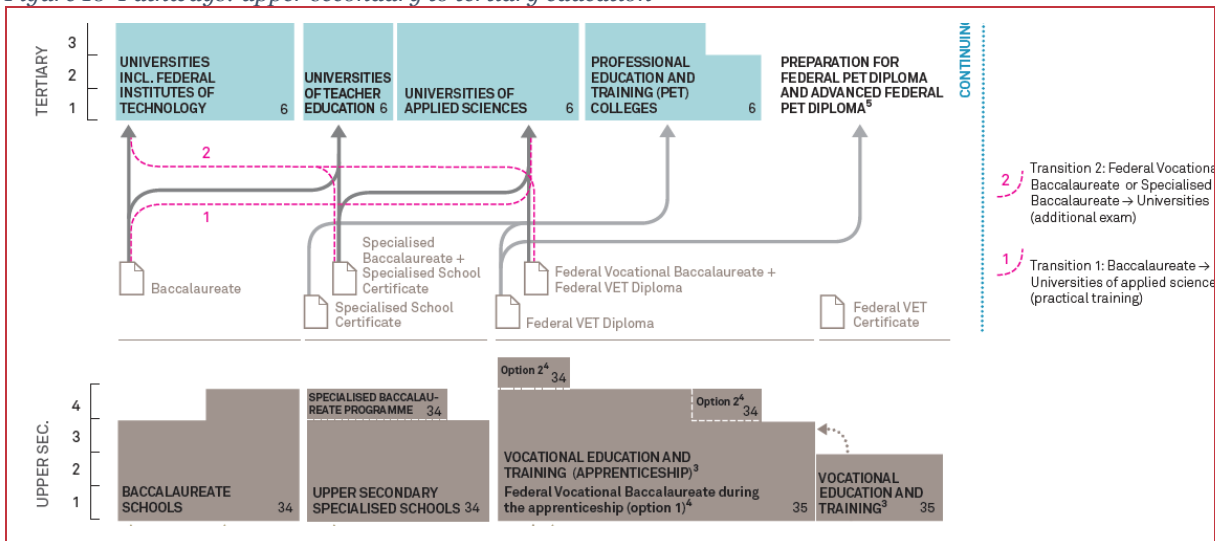 3
2
1
TERTIARY
UNIVERSITIES
INCL. FEDERAL
INSTITUTES OF
TECHNOLOGY 6
UNIVERSITIES
OF TEACHER
EDUCATION 6
UNIVERSITIES OF
APPLIED SCIENCES 6
PROFESSIONAL
EDUCATION AND
TRAINING (PET)
COLLEGES 6
PREPARATION FOR
FEDERAL PET DIPLOMA
AND ADVANCED FEDERAL
PET DIPLOMA⁵
CONTINUING
2
1
2
Transition 2: Federal Vocationa
Baccalaureate or Specialised
Baccalaureate → Universities
(additional exam)
1
Transition 1: Baccalaureate →
Universities of applied science
(practical training)
Baccalaureate
Specialised
Baccalaureate +
Specialised School
Certificate
Specialised School
Certificate
Federal Vocational Baccalaureate +
Federal VET Diploma
Federal VET Diploma
Federal VET
Certificate
4
3
2
1
UPPER SEC.
BACCALAUREATE
SCHOOLS 34
SPECIALISED BACCALAU-
REATE PROGRAMME 34
UPPER SECONDARY
SPECIALISED SCHOOLS 34
Option 2⁴
34
Option 2⁴
34
VOCATIONAL EDUCATION AND
TRAINING (APPRENTICESHIP)³
Federal Vocational Baccalaureate during
the apprenticeship (option 1)⁴ 35
VOCATIONAL
EDUCATION AND
TRAINING³ 35